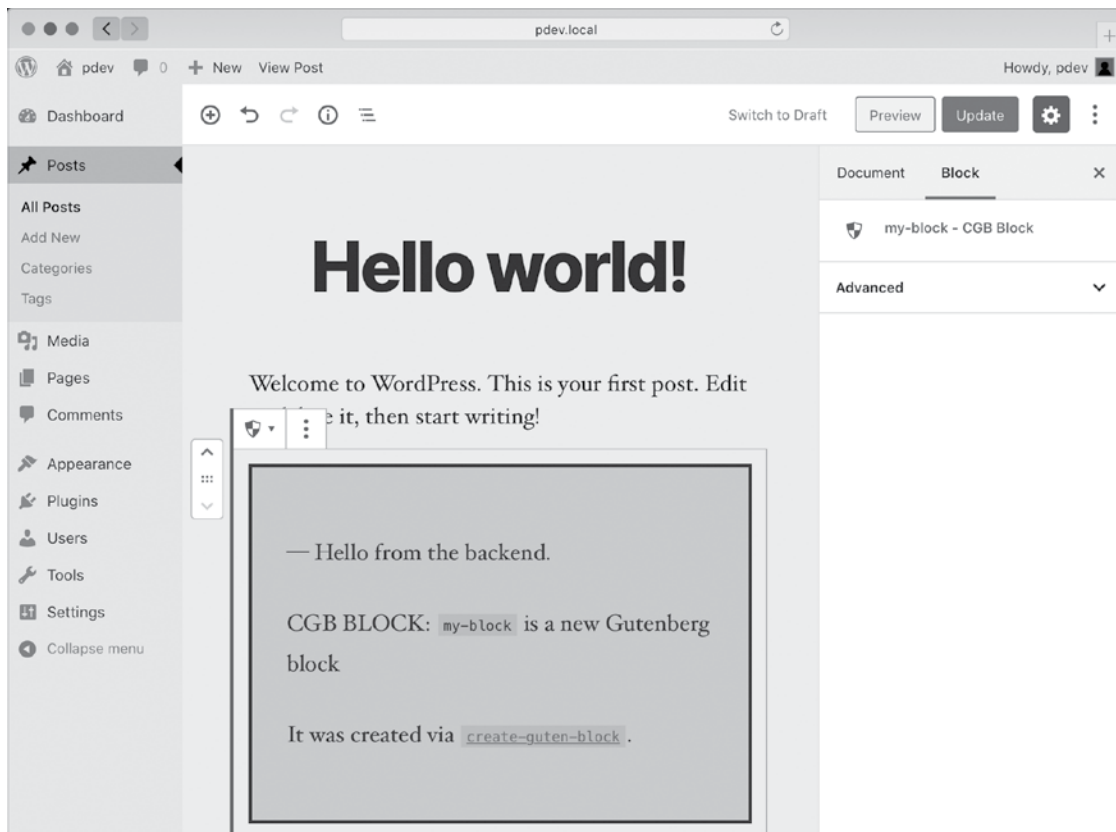 pdev.local
pdev 0 New View Post Howdy, pdev
Dashboard
Posts
All Posts
Add New
Categories
Tags
Media
Pages
Comments
Appearance
Plugins
Users
Tools
Settings
Collapse menu
Switch to Draft Preview Update
Hello world!
Welcome to WordPress. This is your first post. Edit
it, then start writing!
— Hello from the backend.
CGB BLOCK: my-block is a new Gutenberg
block
It was created via create-guten-block.
Document Block
my-block - CGB Block
Advanced